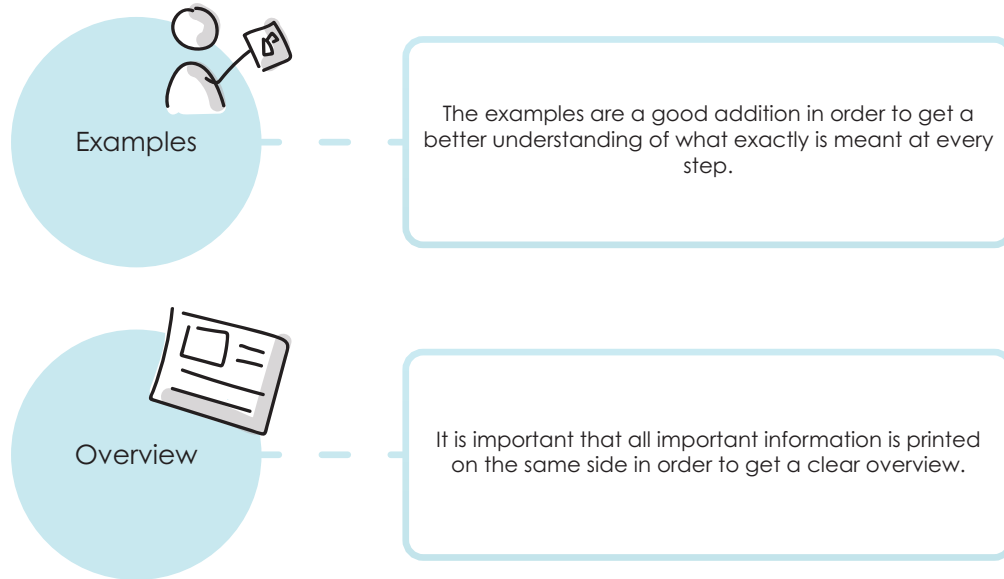 Examples
The examples are a good addition in order to get a
better understanding of what exactly is meant at every
step.
Overview
It is important that all important information is printed
on the same side in order to get a clear overview.